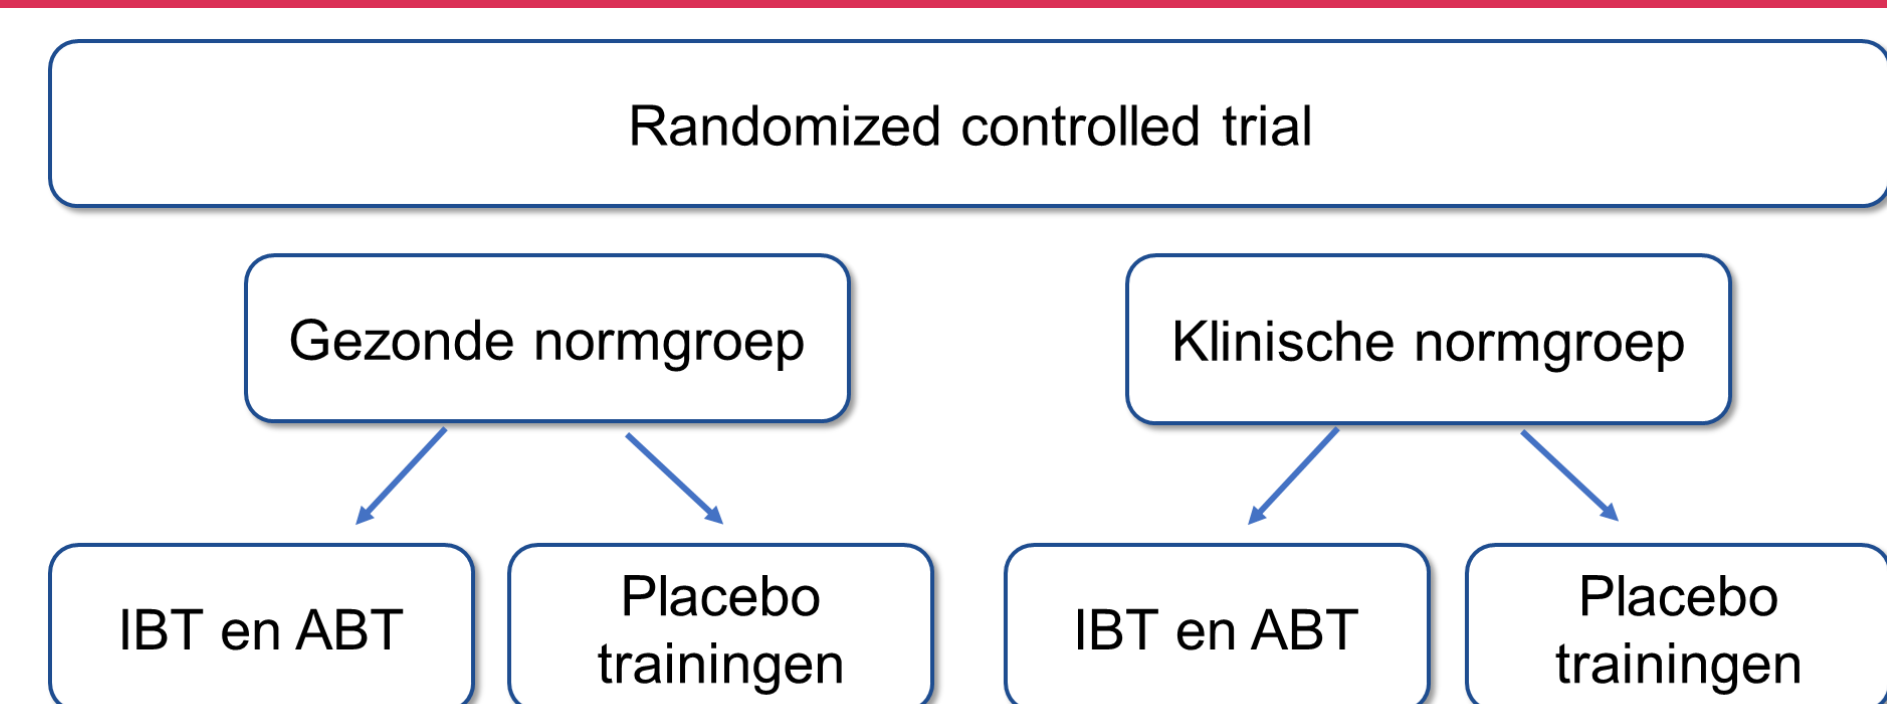 Randomized controlled trial
Gezonde normgroep
Klinische normgroep
IBT en ABT
Placebo
trainingen
IBT en ABT
Placebo
trainingen